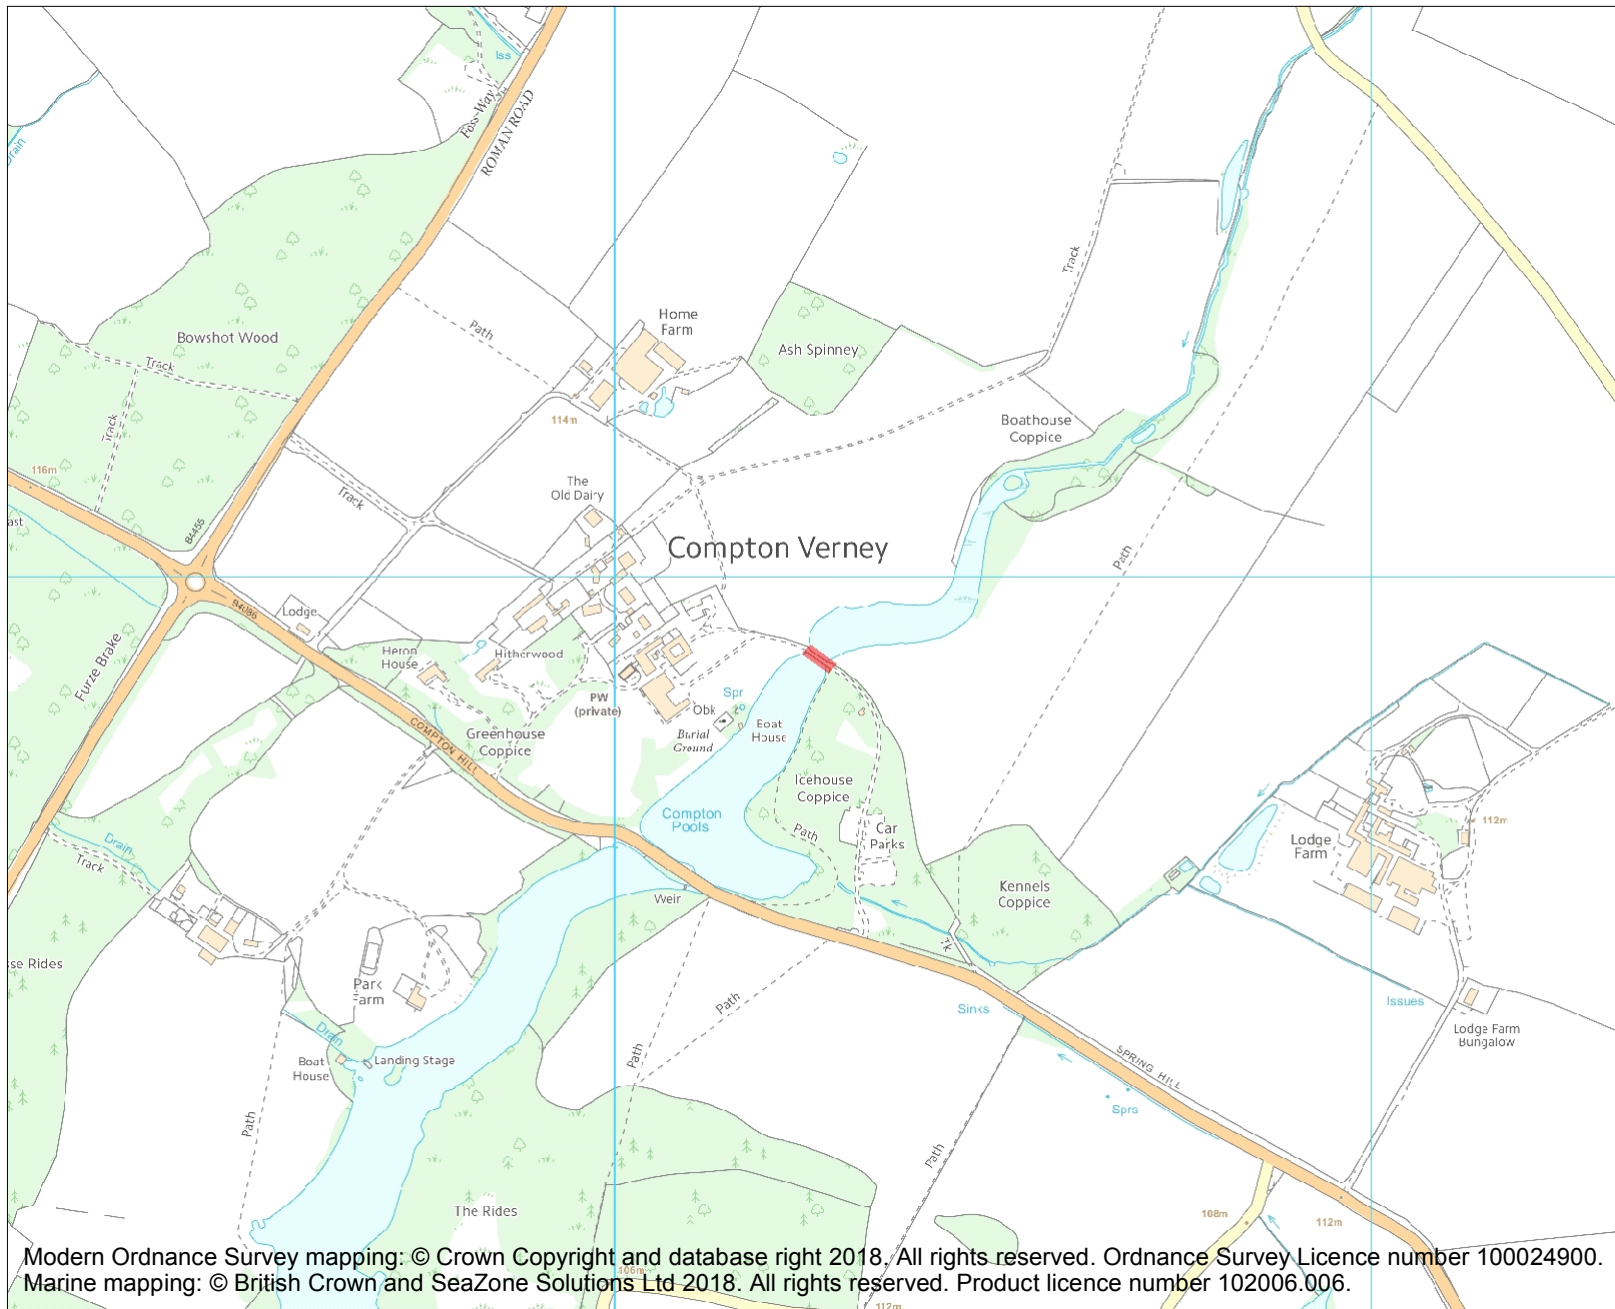 Iss
Foss Way
ROMAN ROAD
Drain
Bowshot Wood
Track
Track
Path
Home
Farm
Ash Spinney
Track
114m
116m
Boathouse
Coppice
The
Old Dairy
Track
B4455
Compton Verney
Path
B4086
Lodge
Furze Brake
Heron
House
Hitherwood
PW
(private)
Spr
Obk
Burial
Ground
Boat
House
Greenhouse
Coppice
COMPTON HILL
Icehouse
Coppice
Compton
Pools
Path
Car
Parks
Lodge
Farm
112m
Drain
Track
Kennels
Coppice
Weir
Tk
Park
Farm
Path
Sinks
Issues
Lodge Farm
Bungalow
Drain
Boat
House
Landing Stage
Path
SPRING HILL
Sprs
Path
Path
The Rides
108m
112m
106m
112m
Modern Ordnance Survey mapping: © Crown Copyright and database right 2018. All rights reserved. Ordnance Survey Licence number 100024900.
Marine mapping: © British Crown and SeaZone Solutions Ltd 2018. All rights reserved. Product licence number 102006.006.